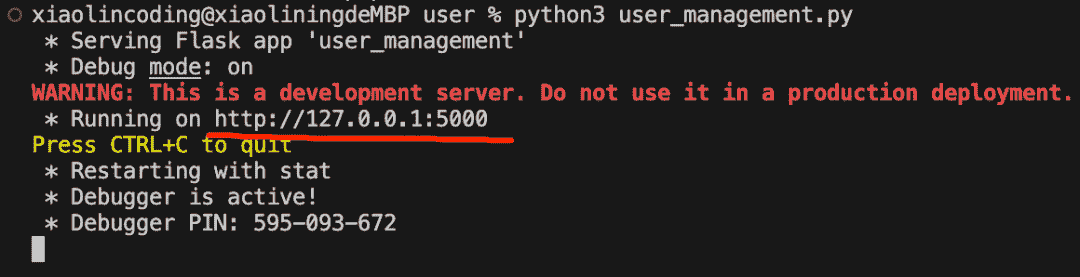 xiaolincoding@xiaoliningdeMBP user % python3 user_management.py
* Serving Flask app 'user_management'
* Debug mode: on
WARNING: This is a development server. Do not use it in a production deployment.
* Running on http://127.0.0.1:5000
Press CTRL+C to quit
* Restarting with stat
* Debugger is active!
* Debugger PIN: 595-093-672